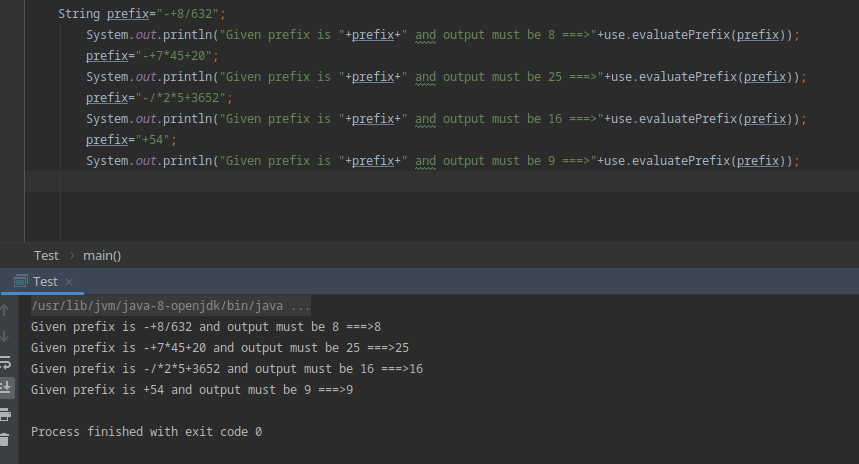 String prefix="-+8/632";
System.out.println("Given prefix is "+prefix+" and output must be 8 ===>"+use.evaluatePrefix(prefix));
prefix="-+7*45+20";
System.out.println("Given prefix is "+prefix+" and output must be 25 ===>"+use.evaluatePrefix(prefix));
prefix="-/*2*5+3652";
System.out.println("Given prefix is "+prefix+" and output must be 16 ===>"+use.evaluatePrefix(prefix));
prefix="+54";
System.out.println("Given prefix is "+prefix+" and output must be 9 ===>"+use.evaluatePrefix(prefix));
Test › main()
Test ×
/usr/lib/jvm/java-8-openjdk/bin/java ...
Given prefix is -+8/632 and output must be 8 ===>8
Given prefix is -+7*45+20 and output must be 25 ===>25
Given prefix is -/*2*5+3652 and output must be 16 ===>16
Given prefix is +54 and output must be 9 ===>9
Process finished with exit code 0